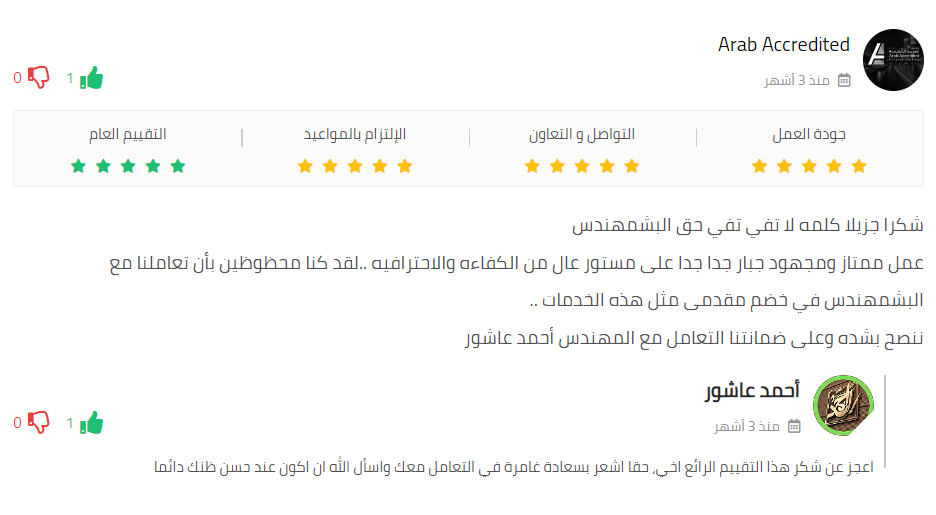 Arab Accredited
منذ 3 أشهر
1
0
جودة العمل
التواصل و التعاون
الإلتزام بالمواعيد
التقييم العام
شكرا جزيلا كلمه لا تفي تفي حق البشمهندس
عمل ممتاز ومجهود جبار جدا جدا على مستور عال من الكفاءه والاحترافيه ..لقد كنا محظوظين بأن تعاملنا مع
البشمهندس في خضم مقدمى مثل هذه الخدمات ..
ننصح بشده وعلى ضمانتنا التعامل مع المهندس أحمد عاشور
أحمد عاشور
منذ 3 أشهر
1
0
اعجز عن شكر هذا التقييم الرائع اخي, حقا اشعر بسعادة غامرة في التعامل معك واسأل الله ان اكون عند حسن ظنك دائما